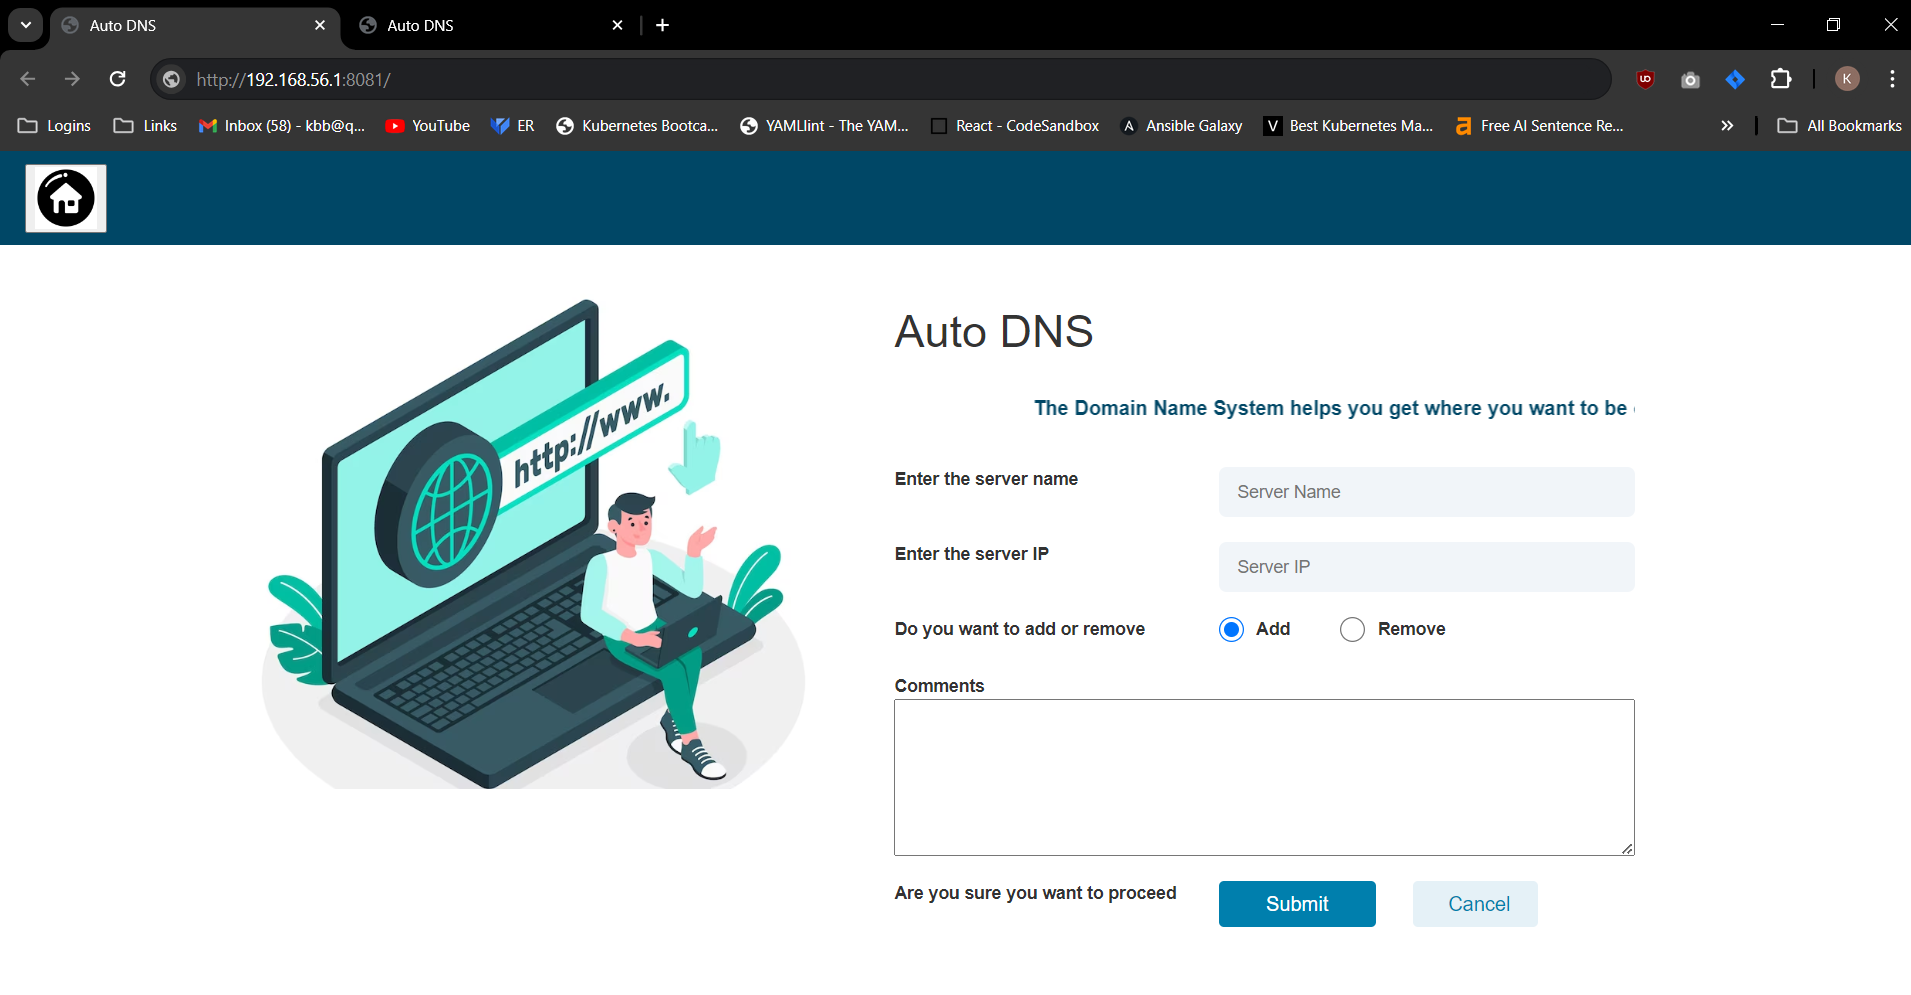 Auto DNS
Auto DNS
http://192.168.56.1:8081/
K
Logins
Links
Inbox (58) - kbb@q...
YouTube
ER
Kubernetes Bootca...
YAMLlint - The YAM...
React - CodeSandbox
Ansible Galaxy
Best Kubernetes Ma...
Free AI Sentence Re...
All Bookmarks
http://www.
Auto DNS
The Domain Name System helps you get where you want to be
Enter the server name
Server Name
Enter the server IP
Server IP
Do you want to add or remove
Add
Remove
Comments
Are you sure you want to proceed
Submit
Cancel